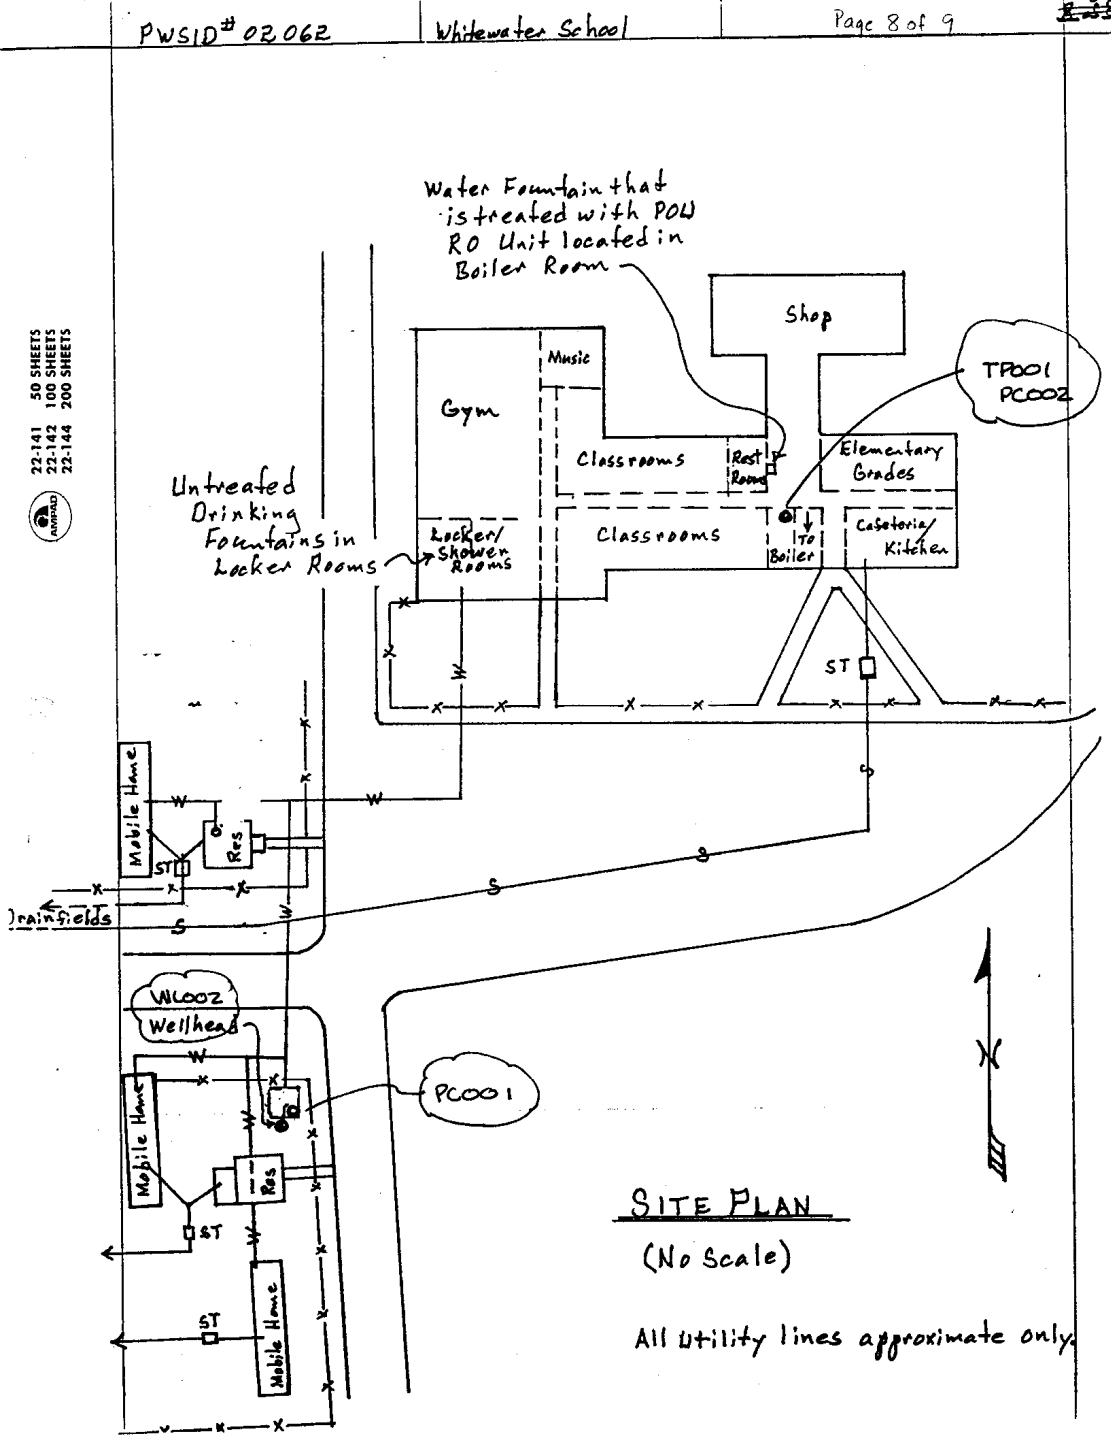 PWSID# 02062
Whitewater School
Page 8 of 9
Water Fountain that
is treated with POU
RO Unit located in
Boiler Room
22-141 50 SHEETS
22-142 100 SHEETS
22-144 200 SHEETS
AMPAD
Shop
Music
Gym
TP001
PC002
Classrooms
Rest
Room
Elementary
Grades
Untreated
Drinking
Fountains in
Locker Rooms
Locker/
Shower
Rooms
Classrooms
TO
Boiler
Cafeteria/
Kitchen
X
X
W
ST
X
X
X
X
X
X
X
X
X
X
S
Mobile Home
W
W
Res
ST
X
X
X
W
S
S
Drainfields
S
WL002
Wellhead
W
X
X
PC001
N
Mobile Home
W
X
Res
X
ST
W
X
SITE PLAN
(No Scale)
ST
Mobile Home
X
All utility lines approximate only.
X
X
X